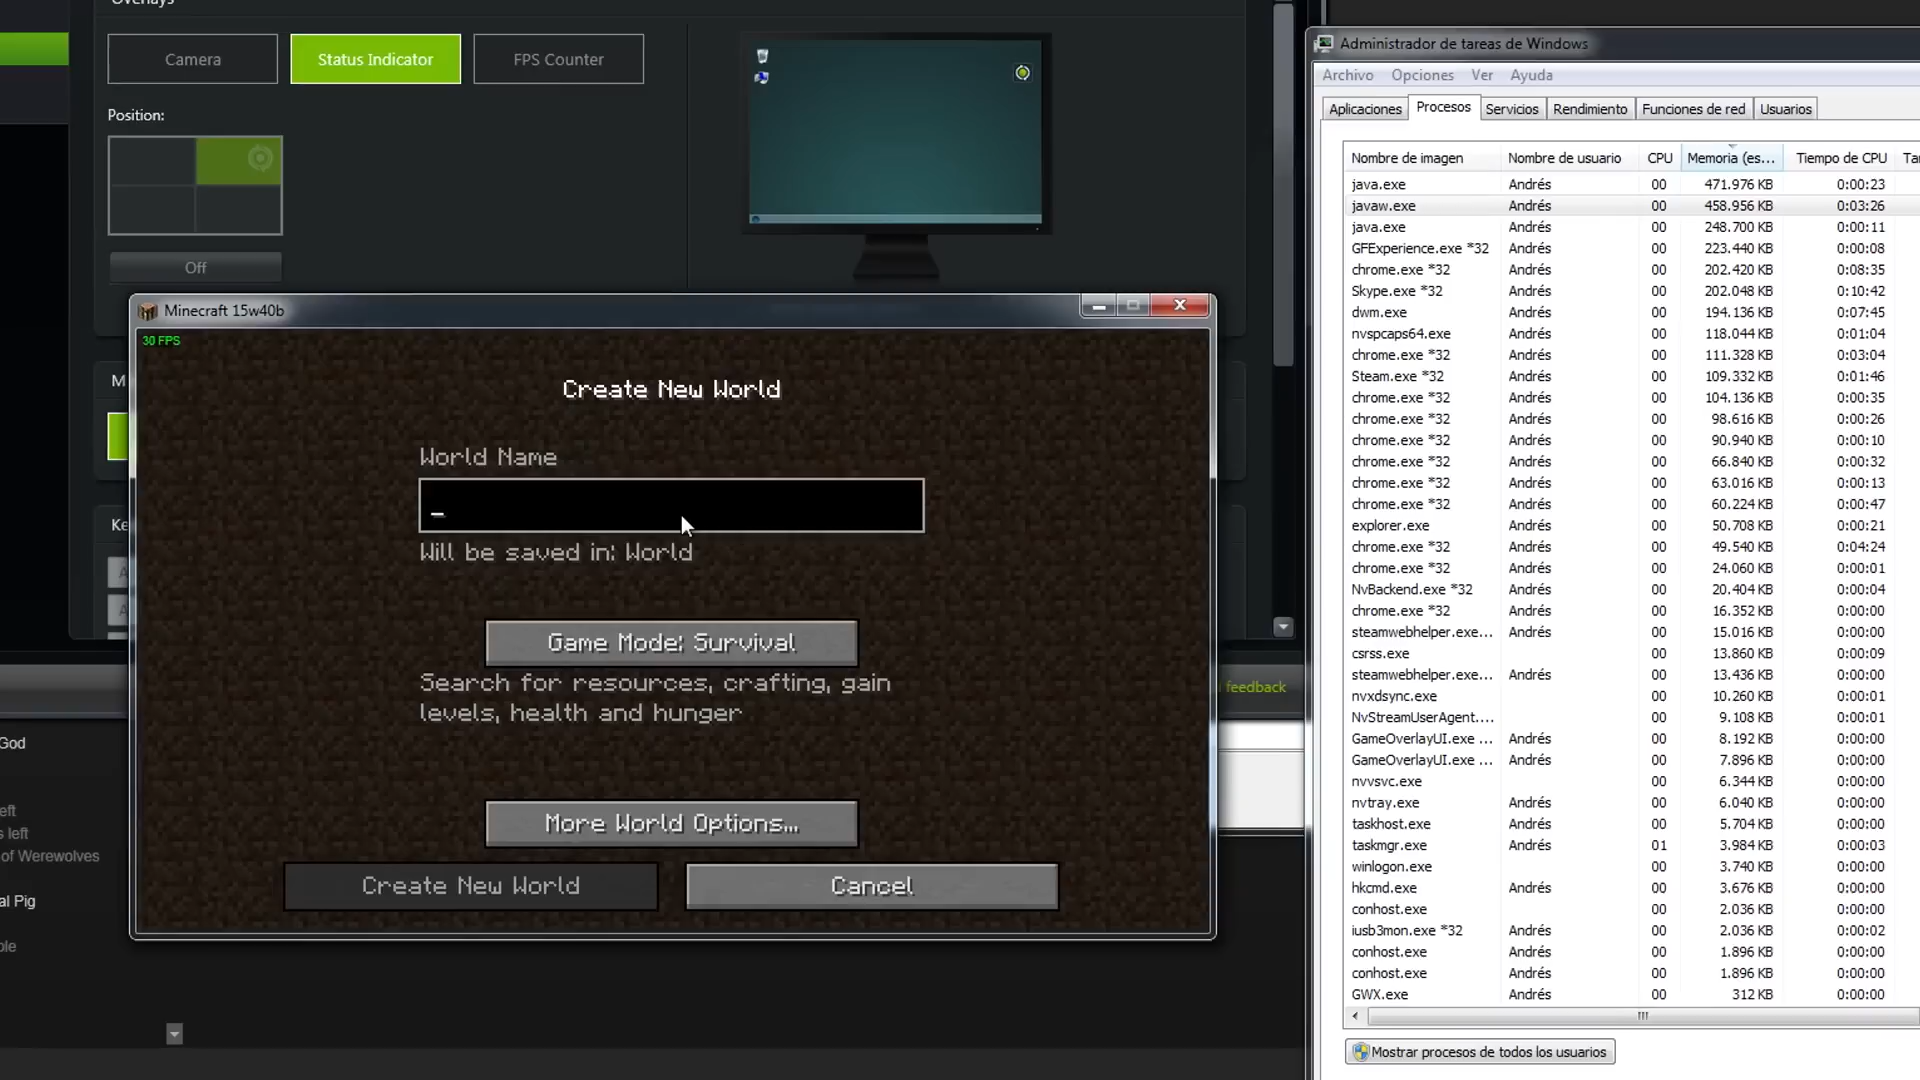 Overlays
Camera
Status Indicator
FPS Counter
Position:
Off
M
Ke
A
A
God
eft
s left
of Werewolves
al Pig
ole
feedback
Minecraft 15w40b
30 FPS
Create New World
World Name
_
Will be saved in: World
Game Mode: Survival
Search for resources, crafting, gain
levels, health and hunger
More World Options...
Create New World
Cancel
Administrador de tareas de Windows
Archivo Opciones Ver Ayuda
Aplicaciones Procesos Servicios Rendimiento Funciones de red Usuarios
Nombre de imagen Nombre de usuario CPU Memoria (es... Tiempo de CPU Tar
java.exe Andrés 00 471.976 KB 0:00:23
javaw.exe Andrés 00 458.956 KB 0:03:26
java.exe Andrés 00 248.700 KB 0:00:11
GFExperience.exe *32 Andrés 00 223.440 KB 0:00:08
chrome.exe *32 Andrés 00 202.420 KB 0:08:35
Skype.exe *32 Andrés 00 202.048 KB 0:10:42
dwm.exe Andrés 00 194.136 KB 0:07:45
nvspcaps64.exe Andrés 00 118.044 KB 0:01:04
chrome.exe *32 Andrés 00 111.328 KB 0:03:04
Steam.exe *32 Andrés 00 109.332 KB 0:01:46
chrome.exe *32 Andrés 00 104.136 KB 0:00:35
chrome.exe *32 Andrés 00 98.616 KB 0:00:26
chrome.exe *32 Andrés 00 90.940 KB 0:00:10
chrome.exe *32 Andrés 00 66.840 KB 0:00:32
chrome.exe *32 Andrés 00 63.016 KB 0:00:13
chrome.exe *32 Andrés 00 60.224 KB 0:00:47
explorer.exe Andrés 00 50.708 KB 0:00:21
chrome.exe *32 Andrés 00 49.540 KB 0:04:24
chrome.exe *32 Andrés 00 24.060 KB 0:00:01
NvBackend.exe *32 Andrés 00 20.404 KB 0:00:04
chrome.exe *32 Andrés 00 16.352 KB 0:00:00
steamwebhelper.exe... Andrés 00 15.016 KB 0:00:00
csrss.exe 00 13.860 KB 0:00:09
steamwebhelper.exe... Andrés 00 13.436 KB 0:00:00
nvxdsync.exe 00 10.260 KB 0:00:01
NvStreamUserAgent.... 00 9.108 KB 0:00:01
GameOverlayUI.exe ... Andrés 00 8.192 KB 0:00:00
GameOverlayUI.exe ... Andrés 00 7.896 KB 0:00:00
nvvsvc.exe 00 6.344 KB 0:00:00
nvtray.exe Andrés 00 6.040 KB 0:00:00
taskhost.exe Andrés 00 5.704 KB 0:00:00
taskmgr.exe Andrés 01 3.984 KB 0:00:03
winlogon.exe 00 3.740 KB 0:00:00
hkcmd.exe Andrés 00 3.676 KB 0:00:00
conhost.exe 00 2.036 KB 0:00:00
iusb3mon.exe *32 Andrés 00 2.036 KB 0:00:02
conhost.exe Andrés 00 1.896 KB 0:00:00
conhost.exe Andrés 00 1.896 KB 0:00:00
GWX.exe Andrés 00 312 KB 0:00:00
Mostrar procesos de todos los usuarios